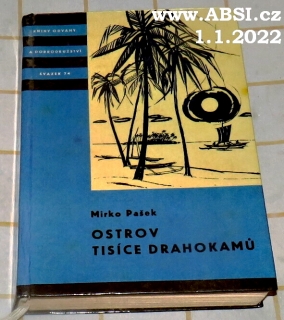 www.ABSI.cz
1.1.2022
KNIHY ODVAHY
A DOBRODRUŽSTVÍ
SVAZEK 74
Mirko Pašek
OSTROV
TISÍCE DRAHOKAMŮ